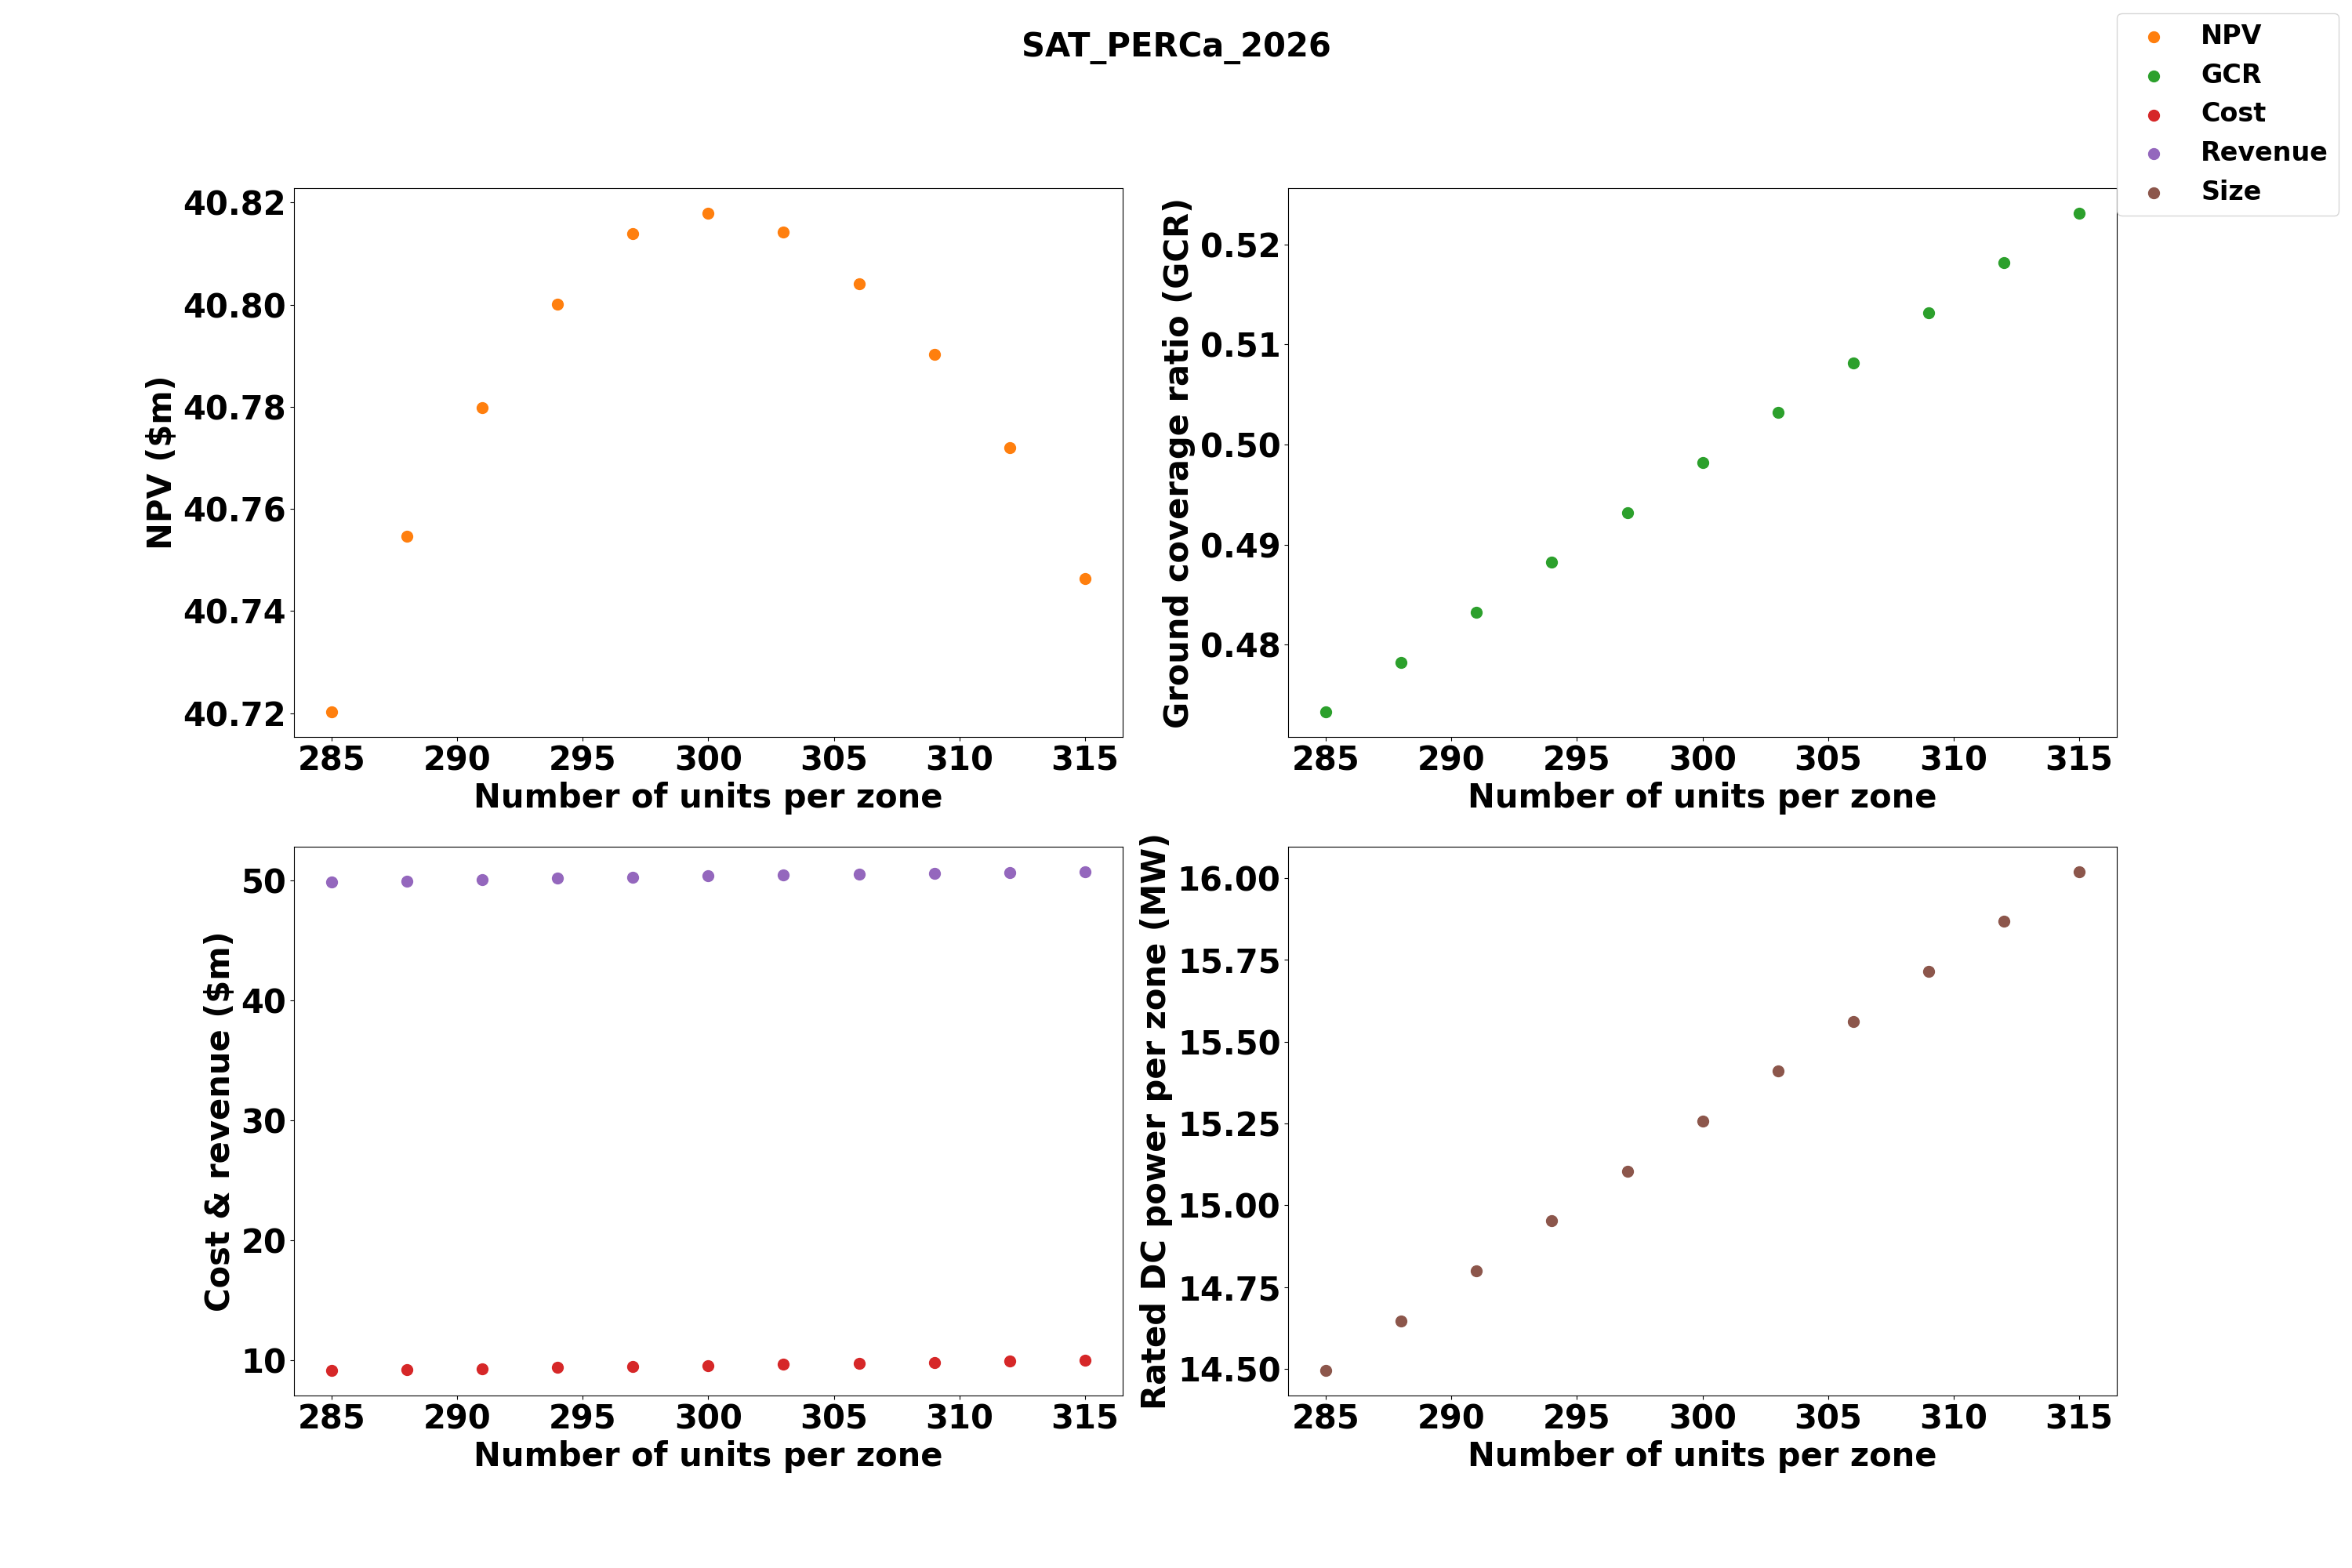 SAT_PERCa_2026
NPV
GCR
Cost
Revenue
Size
NPV ($m)
40.82
40.80
40.78
40.76
40.74
40.72
285 290 295 300 305 310 315
Number of units per zone
Ground coverage ratio (GCR)
0.52
0.51
0.50
0.49
0.48
285 290 295 300 305 310 315
Number of units per zone
Cost & revenue ($m)
50
40
30
20
10
285 290 295 300 305 310 315
Number of units per zone
Rated DC power per zone (MW)
16.00
15.75
15.50
15.25
15.00
14.75
14.50
285 290 295 300 305 310 315
Number of units per zone